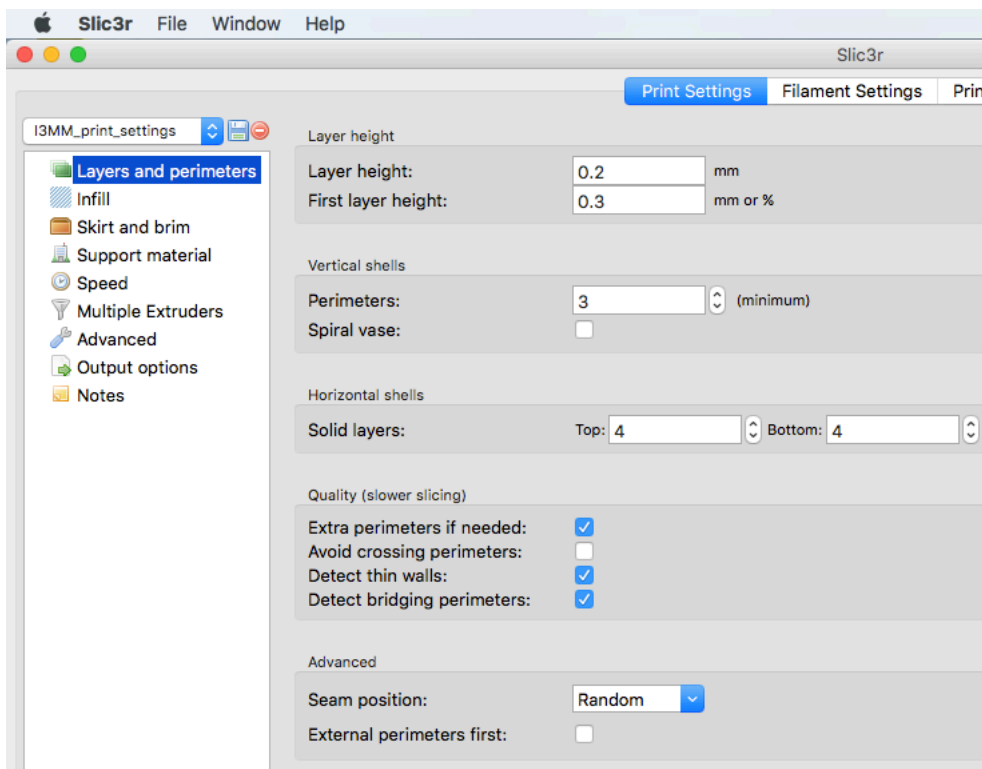 Slic3r File Window Help
Slic3r
Print Settings Filament Settings Prin
I3MM_print_settings
Layers and perimeters
Infill
Skirt and brim
Support material
Speed
Multiple Extruders
Advanced
Output options
Notes
Layer height
Layer height: 0.2 mm
First layer height: 0.3 mm or %
Vertical shells
Perimeters: 3 (minimum)
Spiral vase:
Horizontal shells
Solid layers: Top: 4 Bottom: 4
Quality (slower slicing)
Extra perimeters if needed:
Avoid crossing perimeters:
Detect thin walls:
Detect bridging perimeters:
Advanced
Seam position: Random
External perimeters first: